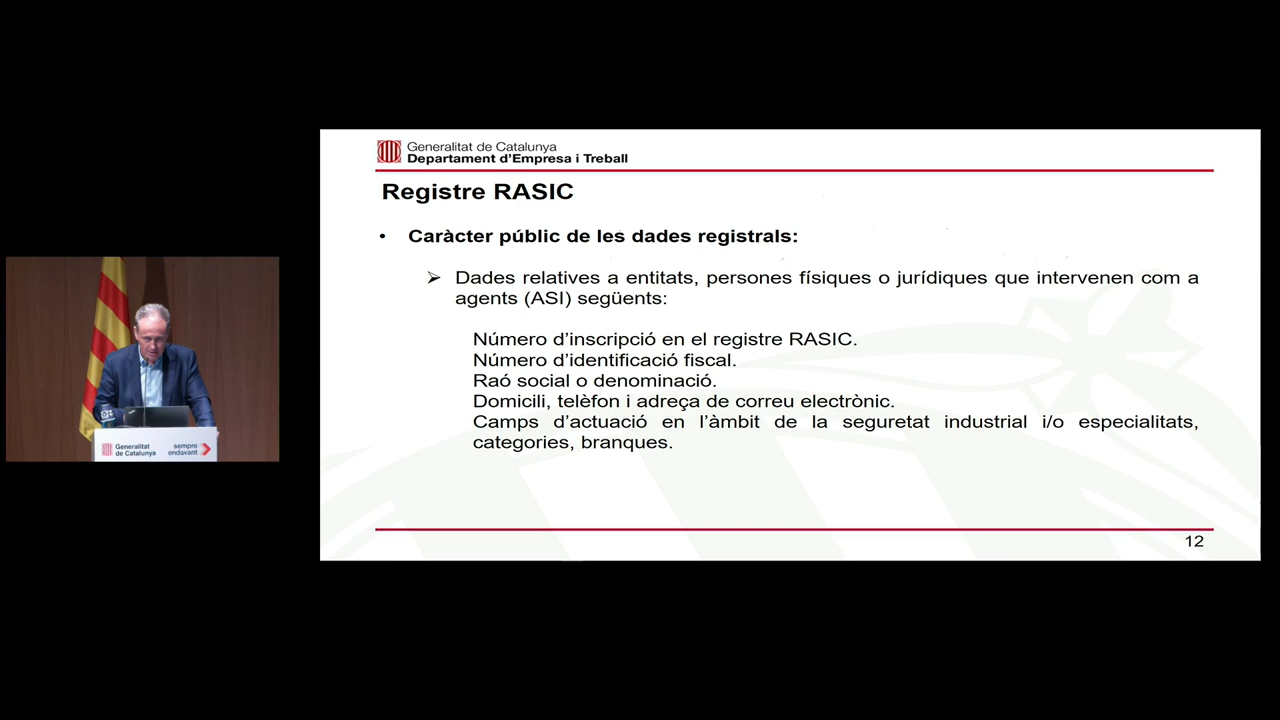 Generalitat de Catalunya
Departament d'Empresa i Treball
Registre RASIC
• Caràcter públic de les dades registrals:
➢ Dades relatives a entitats, persones físiques o jurídiques que intervenen com a
agents (ASI) següents:
Número d'inscripció en el registre RASIC.
Número d'identificació fiscal.
Raó social o denominació.
Domicili, telèfon i adreça de correu electrònic.
Camps d'actuació en l'àmbit de la seguretat industrial i/o especialitats,
categories, branques.
12
Generalitat
de Catalunya
sempre
endavant